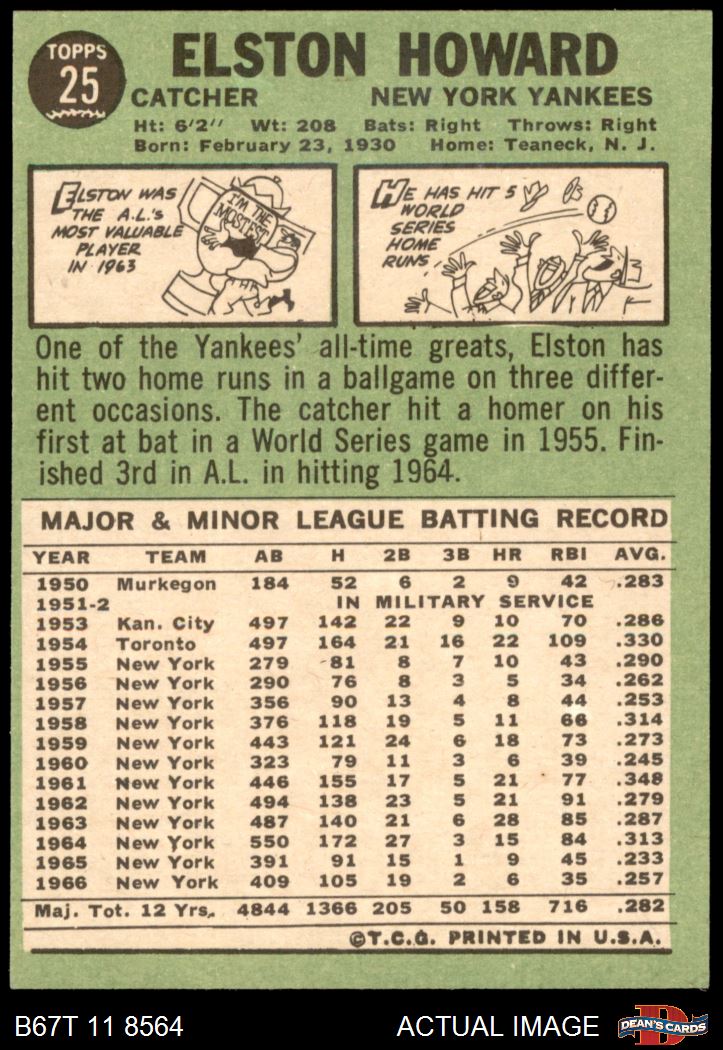 TOPPS
25
ELSTON HOWARD
CATCHER NEW YORK YANKEES
Ht: 6'2" Wt: 208 Bats: Right Throws: Right
Born: February 23, 1930 Home: Teaneck, N. J.
ELSTON WAS
THE A.L.'s
MOST VALUABLE
PLAYER
IN 1963
I'M THE
MOSTEST
HE HAS HIT 5
WORLD
SERIES
HOME
RUNS
One of the Yankees' all-time greats, Elston has
hit two home runs in a ballgame on three differ-
ent occasions. The catcher hit a homer on his
first at bat in a World Series game in 1955. Fin-
ished 3rd in A.L. in hitting 1964.
MAJOR & MINOR LEAGUE BATTING RECORD
YEAR TEAM AB H 2B 3B HR RBI AVG.
1950 Murkegon 184 52 6 2 9 42 .283
1951-2 IN MILITARY SERVICE
1953 Kan. City 497 142 22 9 10 70 .286
1954 Toronto 497 164 21 16 22 109 .330
1955 New York 279 81 8 7 10 43 .290
1956 New York 290 76 8 3 5 34 .262
1957 New York 356 90 13 4 8 44 .253
1958 New York 376 118 19 5 11 66 .314
1959 New York 443 121 24 6 18 73 .273
1960 New York 323 79 11 3 6 39 .245
1961 New York 446 155 17 5 21 77 .348
1962 New York 494 138 23 5 21 91 .279
1963 New York 487 140 21 6 28 85 .287
1964 New York 550 172 27 3 15 84 .313
1965 New York 391 91 15 1 9 45 .233
1966 New York 409 105 19 2 6 35 .257
Maj. Tot. 12 Yrs. 4844 1366 205 50 158 716 .282
©T.C.G. PRINTED IN U.S.A.
B67T 11 8564 ACTUAL IMAGE
D
DEAN'S CARDS